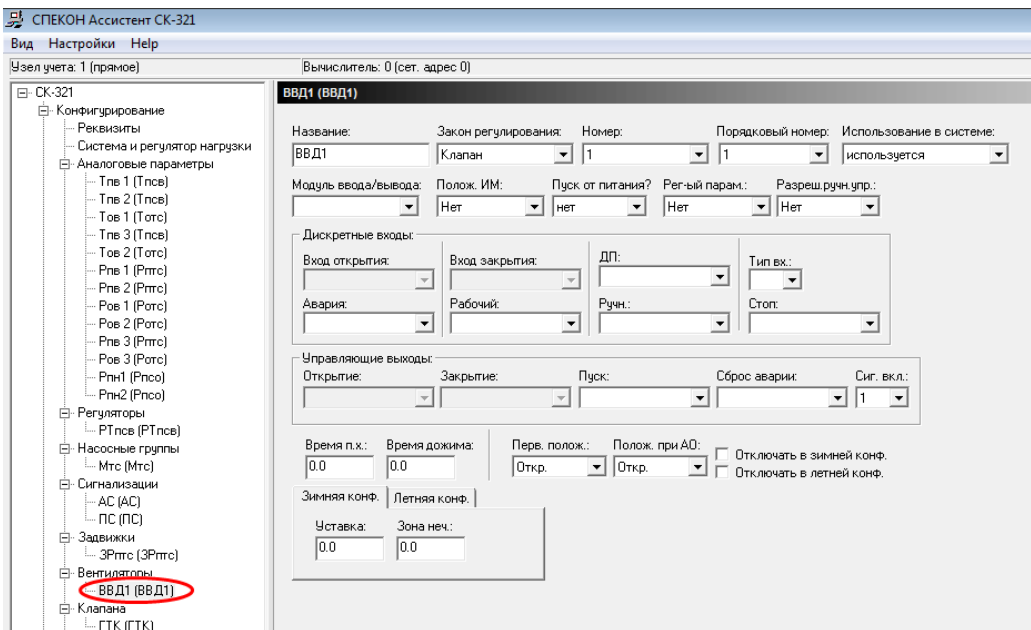 СПЕКОН Ассистент СК-321
Вид Настройки Help
Узел учета: 1 (прямое) Вычислитель: 0 (сет. адрес 0)
СК-321
Конфигурирование
Реквизиты
Система и регулятор нагрузки
Аналоговые параметры
Тпв 1 (Тпсв)
Тпв 2 (Тпсв)
Тов 1 (Тотс)
Тпв 3 (Тпсв)
Тов 2 (Тотс)
Рпв 1 (Рптс)
Рпв 2 (Рптс)
Ров 1 (Ротс)
Ров 2 (Ротс)
Рпв 3 (Рптс)
Ров 3 (Ротс)
Рпн1 (Рпсо)
Рпн2 (Рпсо)
Регуляторы
РТпсв (РТпсв)
Насосные группы
Мтс (Мтс)
Сигнализации
АС (АС)
ПС (ПС)
Задвижки
ЗРптс (ЗРптс)
Вентиляторы
ВВД1 (ВВД1)
Клапана
ГТК (ГТК)
ВВД1 (ВВД1)
Название: Закон регулирования: Номер: Порядковый номер: Использование в системе:
ВВД1 Клапан 1 1 используется
Модуль ввода/вывода: Полож. ИМ: Пуск от питания? Рег-ый парам.: Разреш.ручн.упр.:
Нет нет Нет Нет
Дискретные входы:
Вход открытия: Вход закрытия: ДП: Тип вх.:
Авария: Рабочий: Ручн.: Стоп:
Управляющие выходы:
Открытие: Закрытие: Пуск: Сброс аварии: Сиг. вкл.:
1
Время п.х.: Время дожима: Перв. полож.: Полож. при АО:
0.0 0.0 Откр. Откр.
Отключать в зимней конф.
Отключать в летней конф.
Зимняя конф. Летняя конф.
Уставка: Зона неч.:
0.0 0.0